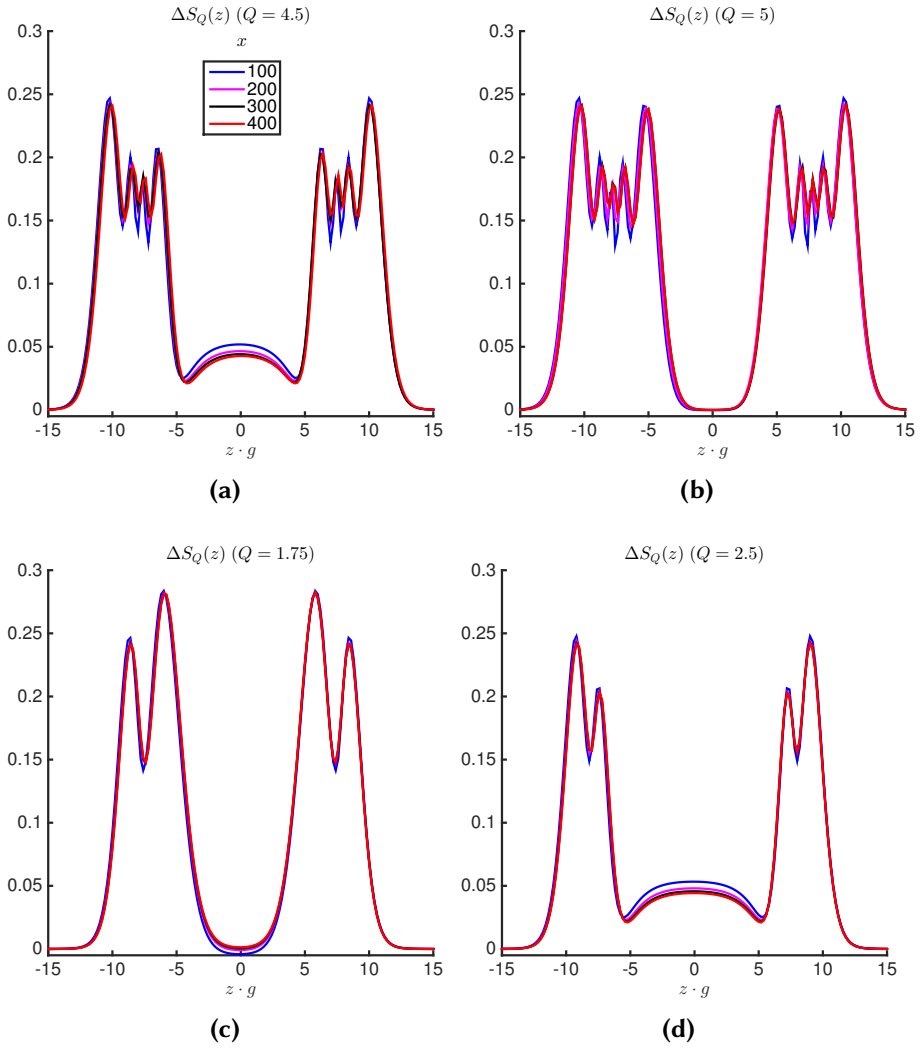 ΔS_Q(z) (Q = 4.5)
x
100
200
300
400
0.3
0.25
0.2
0.15
0.1
0.05
0
-15 -10 -5 0 5 10 15
z · g
(a)
ΔS_Q(z) (Q = 5)
0.3
0.25
0.2
0.15
0.1
0.05
0
-15 -10 -5 0 5 10 15
z · g
(b)
ΔS_Q(z) (Q = 1.75)
0.3
0.25
0.2
0.15
0.1
0.05
0
-15 -10 -5 0 5 10 15
z · g
(c)
ΔS_Q(z) (Q = 2.5)
0.3
0.25
0.2
0.15
0.1
0.05
0
-15 -10 -5 0 5 10 15
z · g
(d)